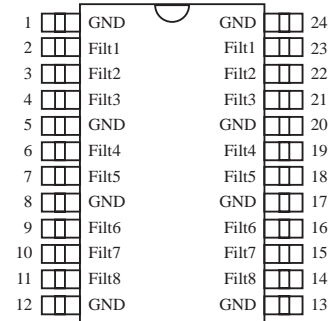 1 GND GND 24
2 Filt1 Filt1 23
3 Filt2 Filt2 22
4 Filt3 Filt3 21
5 GND GND 20
6 Filt4 Filt4 19
7 Filt5 Filt5 18
8 GND GND 17
9 Filt6 Filt6 16
10 Filt7 Filt7 15
11 Filt8 Filt8 14
12 GND GND 13